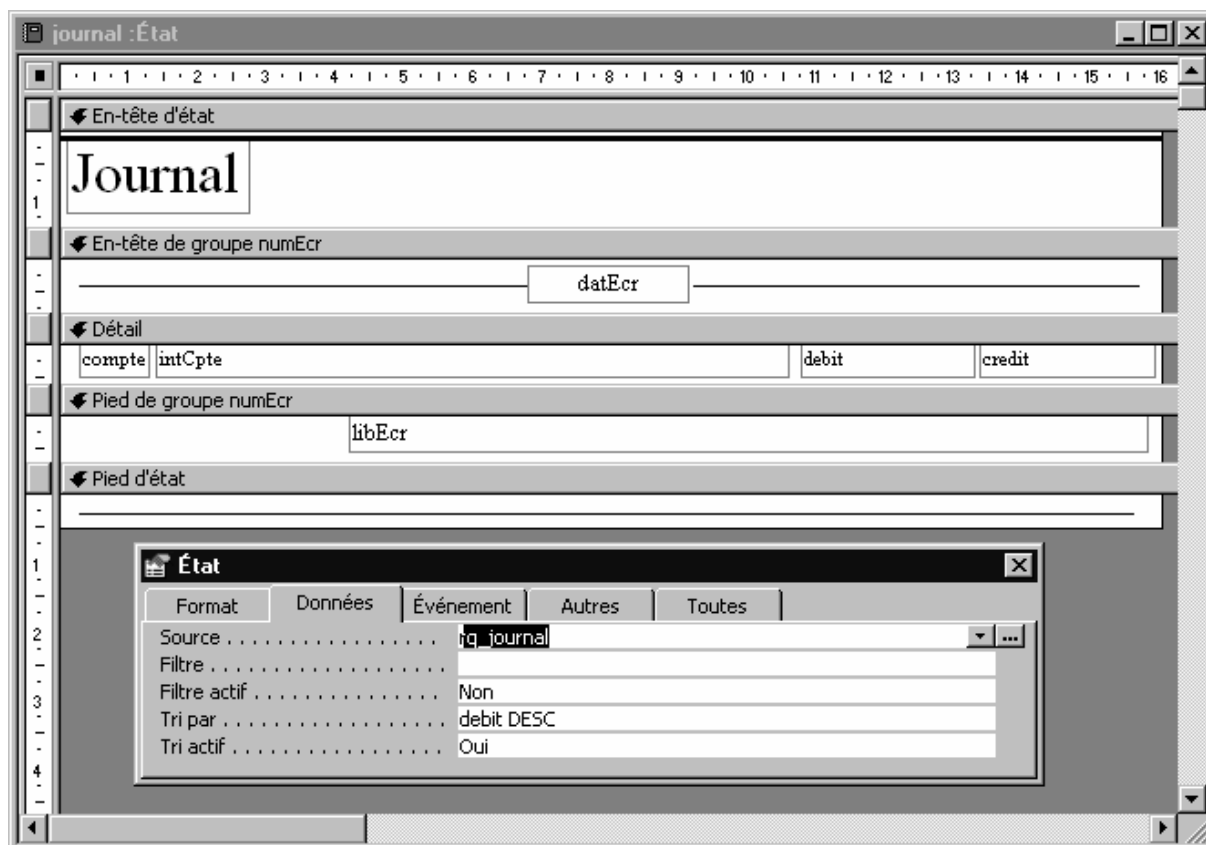 journal :État
1 2 3 4 5 6 7 8 9 10 11 12 13 14 15 16
En-tête d'état
Journal
1
En-tête de groupe numEcr
datEcr
Détail
compte intCpte debit credit
Pied de groupe numEcr
libEcr
Pied d'état
État
1
Format Données Événement Autres Toutes
2
Source . . . . . . . . . . . . . . . . . . rq_journal
Filtre . . . . . . . . . . . . . . . . . . . .
Filtre actif . . . . . . . . . . . . . . . . Non
3
Tri par . . . . . . . . . . . . . . . . . . . debit DESC
Tri actif . . . . . . . . . . . . . . . . . . Oui
4